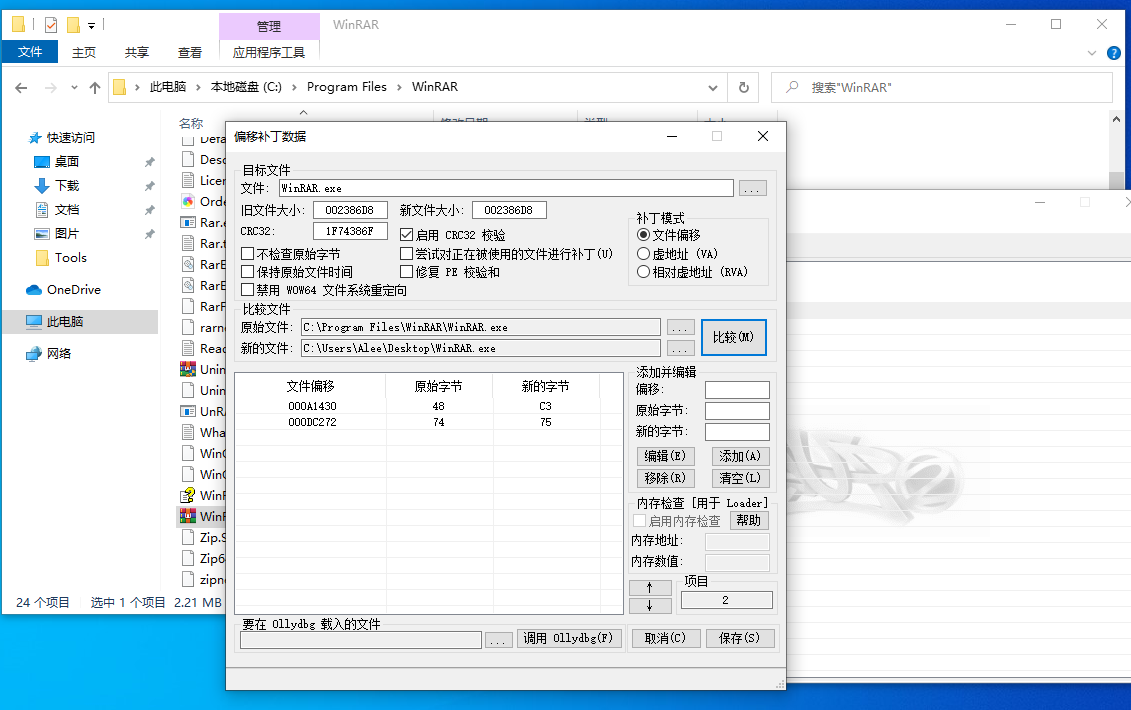 管理
WinRAR
文件
主页
共享
查看
应用程序工具
此电脑
本地磁盘 (C:)
Program Files
WinRAR
搜索"WinRAR"
快速访问
桌面
下载
文档
图片
Tools
OneDrive
此电脑
网络
名称
修改日期
类型
大小
Defa
Desc
Licen
Orde
Rar.e
Rar.t
RarE
RarE
RarF
rarne
Reac
Unin
Unin
UnRA
Wha
WinC
WinC
WinF
WinF
Zip.S
Zip6
zipne
24 个项目
选中 1 个项目
2.21 MB
偏移补丁数据
目标文件
文件:
WinRAR.exe
...
旧文件大小:
002386D8
新文件大小:
002386D8
CRC32:
1F74386F
启用 CRC32 校验
不检查原始字节
尝试对正在被使用的文件进行补丁(U)
保持原始文件时间
修复 PE 校验和
禁用 WOW64 文件系统重定向
补丁模式
文件偏移
虚地址 (VA)
相对虚地址 (RVA)
比较文件
原始文件:
C:\Program Files\WinRAR\WinRAR.exe
...
新的文件:
C:\Users\Alee\Desktop\WinRAR.exe
...
比较(M)
文件偏移
原始字节
新的字节
000A1430
48
C3
000DC272
74
75
添加并编辑
偏移:
原始字节:
新的字节:
编辑(E)
添加(A)
移除(R)
清空(L)
内存检查 [用于 Loader]
启用内存检查
帮助
内存地址:
内存数值:
↑
↓
项目
2
要在 Ollydbg 载入的文件
...
调用 Ollydbg(F)
取消(C)
保存(S)